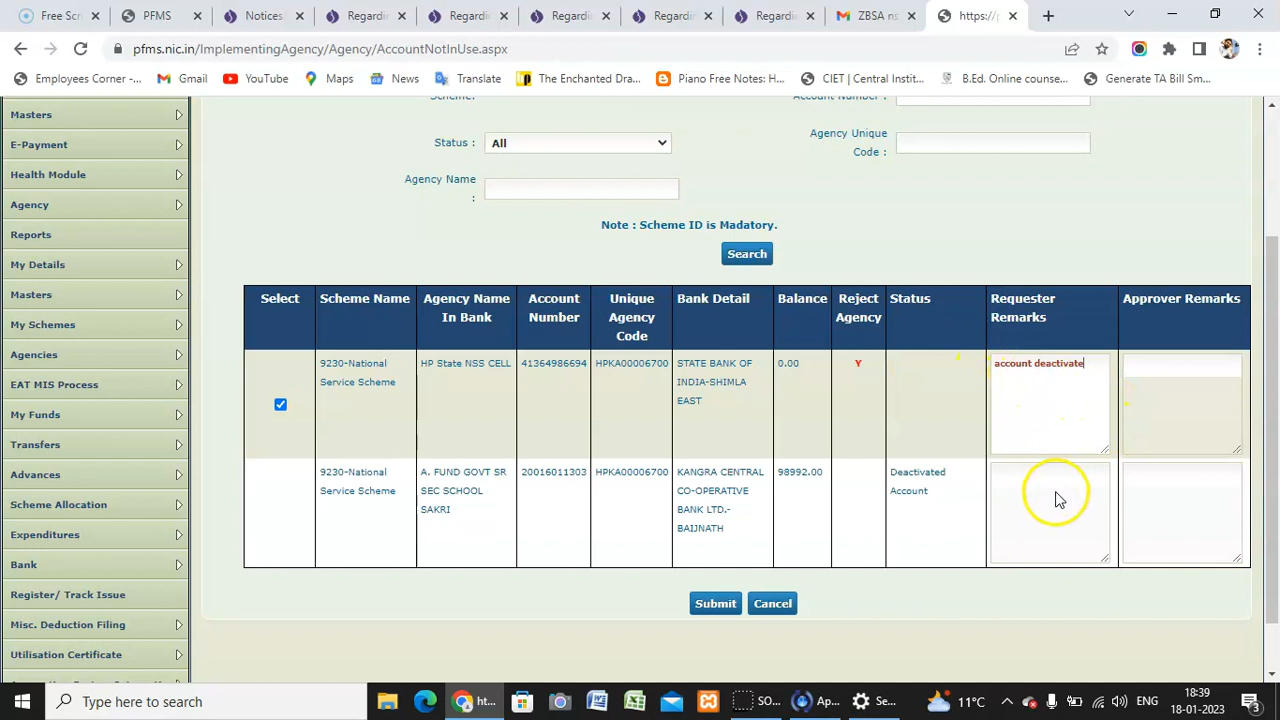 Free Scr
PFMS
Notices
Regardin
Regardi
Regardin
Regardi
Regardi
ZBSA ns
https://p
pfms.nic.in/ImplementingAgency/Agency/AccountNotInUse.aspx
Employees Corner -...
Gmail
YouTube
Maps
News
Translate
The Enchanted Dra...
Piano Free Notes: H...
CIET | Central Instit...
B.Ed. Online counse...
Generate TA Bill Sm...
Masters
E-Payment
Health Module
Agency
Reports
My Details
Masters
My Schemes
Agencies
EAT MIS Process
My Funds
Transfers
Advances
Scheme Allocation
Expenditures
Bank
Register/ Track Issue
Misc. Deduction Filing
Utilisation Certificate
Scheme:
Account Number :
Status :
All
Agency Unique
Code :
Agency Name
:
Note : Scheme ID is Madatory.
Search
Select
Scheme Name
Agency Name
In Bank
Account
Number
Unique
Agency
Code
Bank Detail
Balance
Reject
Agency
Status
Requester
Remarks
Approver Remarks
9230-National
Service Scheme
HP State NSS CELL
41364986694
HPKA00006700
STATE BANK OF
INDIA-SHIMLA
EAST
0.00
Y
account deactivate
9230-National
Service Scheme
A. FUND GOVT SR
SEC SCHOOL
SAKRI
20016011303
HPKA00006700
KANGRA CENTRAL
CO-OPERATIVE
BANK LTD.-
BAIJNATH
98992.00
Deactivated
Account
Submit
Cancel
Type here to search
ht...
SO...
Ap...
Se...
11°C
ENG
18:39
18-01-2023
3